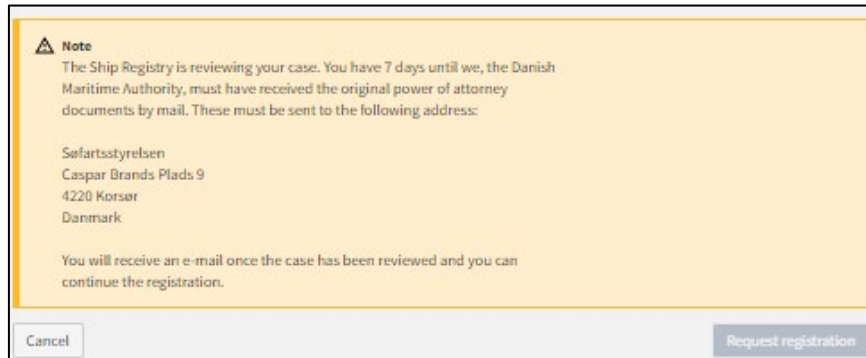 Note
The Ship Registry is reviewing your case. You have 7 days until we, the Danish
Maritime Authority, must have received the original power of attorney
documents by mail. These must be sent to the following address:
Søfartsstyrelsen
Caspar Brands Plads 9
4220 Korsør
Danmark
You will receive an e-mail once the case has been reviewed and you can
continue the registration.
Cancel
Request registration